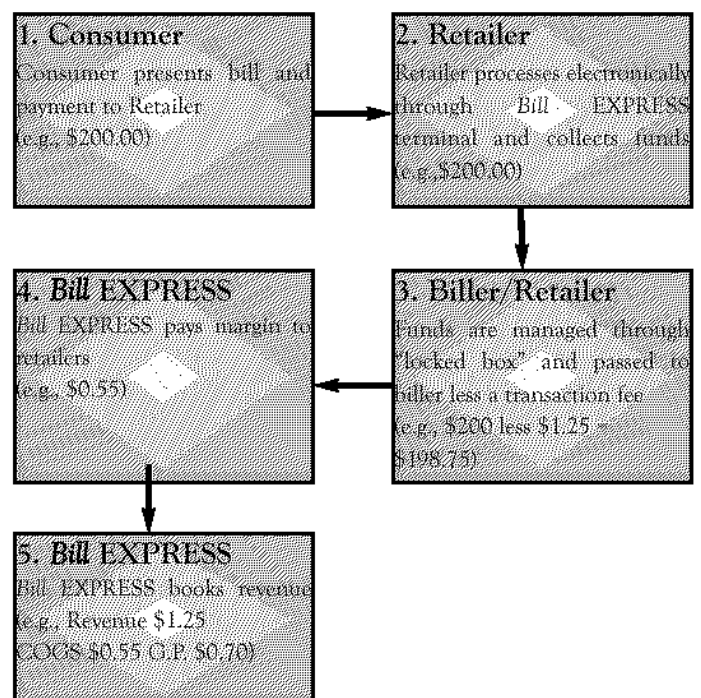 1. Consumer
Consumer presents bill and
payment to Retailer
(e.g., $200.00)
2. Retailer
Retailer processes electronically
through Bill EXPRESS
terminal and collects funds
(e.g.,$200.00)
3. Biller/Retailer
Funds are managed through
"locked box" and passed to
biller less a transaction fee
(e.g., $200 less $1.25 =
$198.75)
4. Bill EXPRESS
Bill EXPRESS pays margin to
retailers
(e.g., $0.55)
5. Bill EXPRESS
Bill EXPRESS books revenue
(e.g., Revenue $1.25
COGS $0.55 G.P. $0.70)